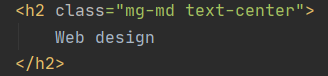 <h2 class="mg-md text-center">
    Web design
</h2>